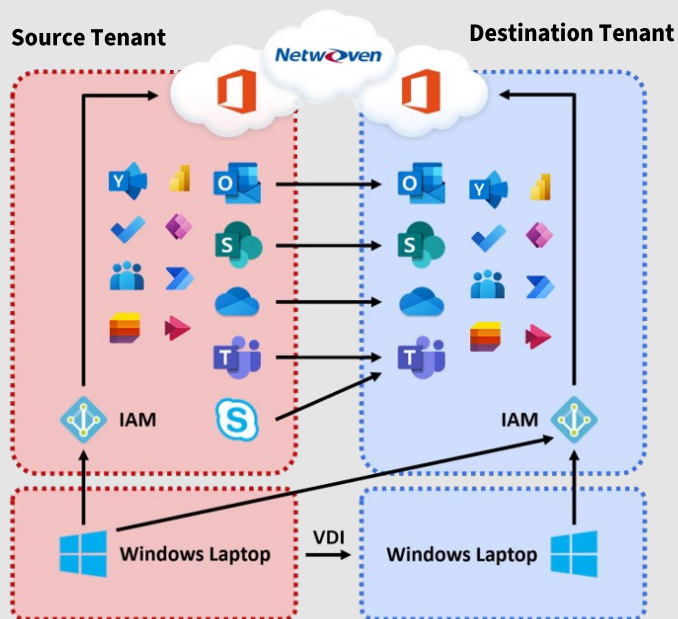 Source Tenant
Destination Tenant
Netwoven
Y
O
O
Y
S
S
T
T
S
IAM
IAM
VDI
Windows Laptop
Windows Laptop